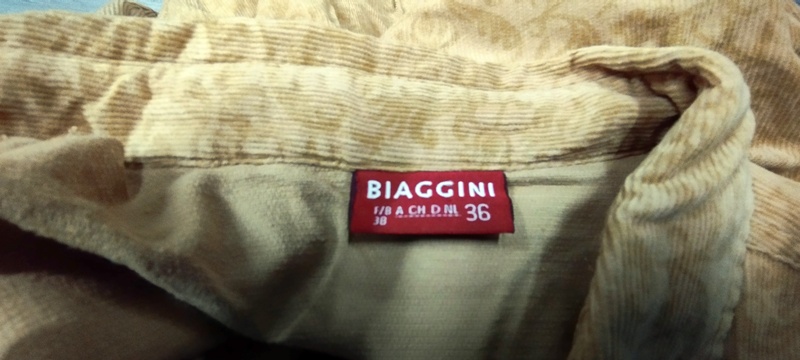 BIAGGINI
F/B A CH D NL 36
38